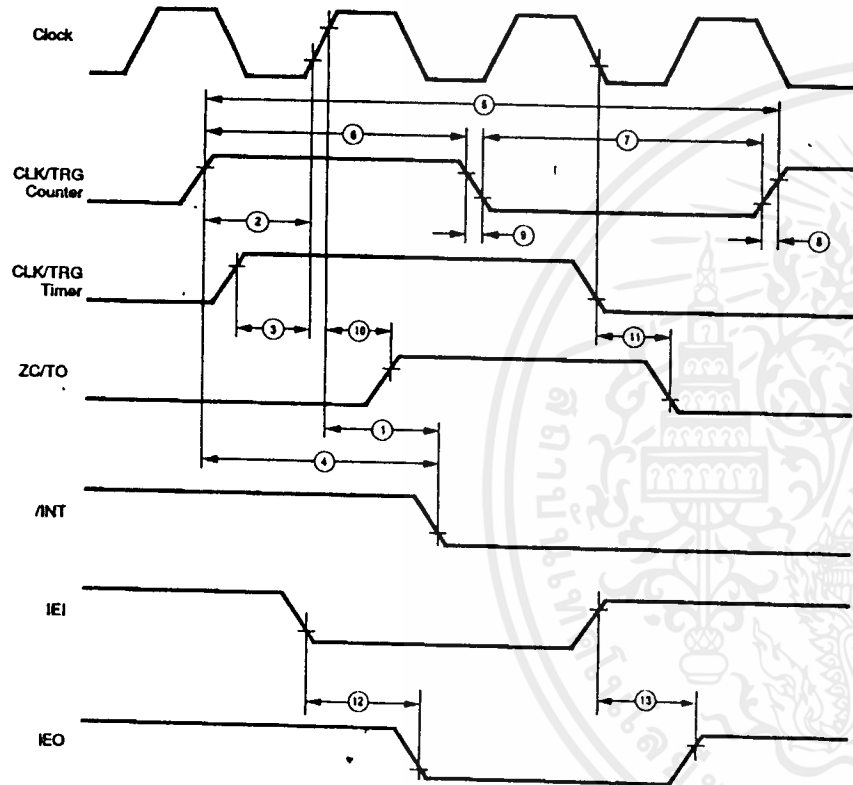 Clock
5
6
7
CLK/TRG
Counter
2
9
8
CLK/TRG
Timer
3
10
11
ZC/TO
1
4
/INT
IEI
12
13
IEO